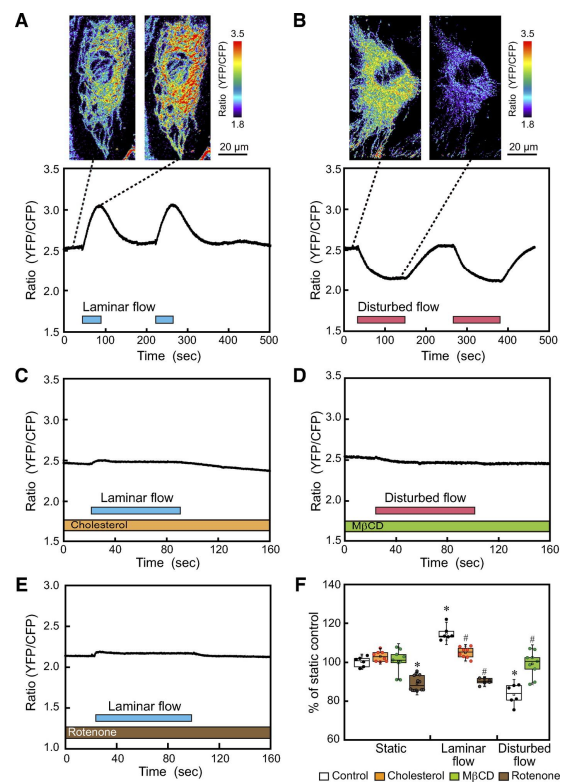 A
3.5
Ratio (YFP/CFP)
1.8
20 μm
3.5
3.0
2.5
2.0
1.5
Ratio (YFP/CFP)
Laminar flow
0 100 200 300 400 500
Time (sec)
B
3.5
Ratio (YFP/CFP)
1.8
20 μm
3.5
3.0
2.5
2.0
1.5
Ratio (YFP/CFP)
Disturbed flow
0 100 200 300 400 500
Time (sec)
C
3.5
3.0
2.5
2.0
1.5
Ratio (YFP/CFP)
Laminar flow
Cholesterol
0 40 80 120 160
Time (sec)
D
3.5
3.0
2.5
2.0
1.5
Ratio (YFP/CFP)
Disturbed flow
MβCD
0 40 80 120 160
Time (sec)
E
3.0
2.5
2.0
1.5
1.0
Ratio (YFP/CFP)
Laminar flow
Rotenone
0 40 80 120 160
Time (sec)
F
140
120
100
80
60
% of static control
*
*
#
#
*
#
Static
Laminar
flow
Disturbed
flow
Control Cholesterol MβCD Rotenone